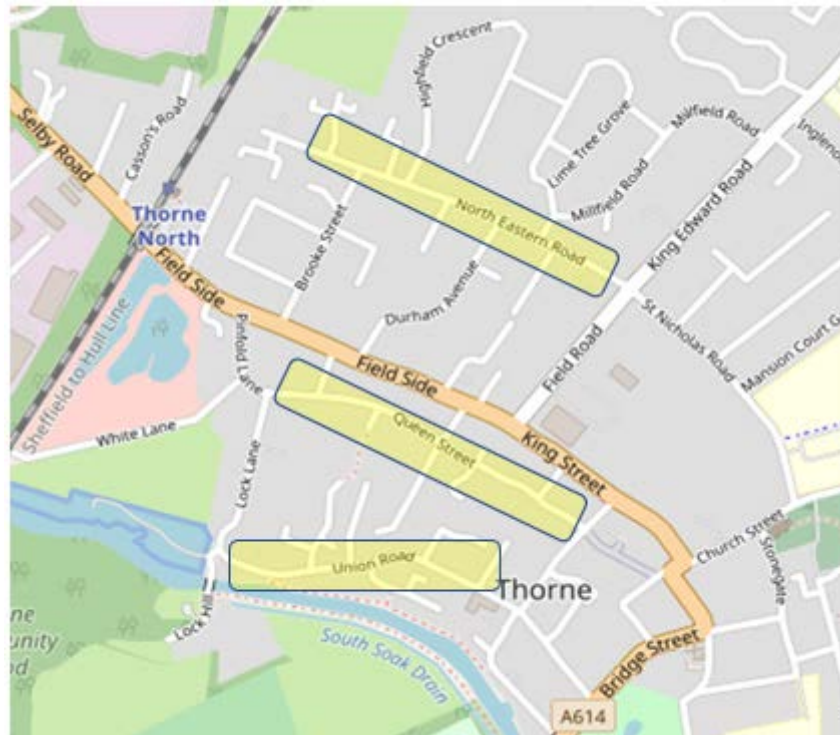 Highfield Crescent
Selby Road
Casson's Road
Lime Tree Grove
Millfield Road
Thorne
North
Brooke Street
North Eastern Road
Millfield Road
King Edward Road
Field Side
Durham Avenue
St Nicholas Road
Sheffield to Hull Line
Pinfold Lane
Field Side
Field Road
Mansion Court G
White Lane
Queen Street
King Street
Lock Lane
Church Street
Stonegate
Union Road
Thorne
Lock Hill
South Soak Drain
Bridge Street
A614